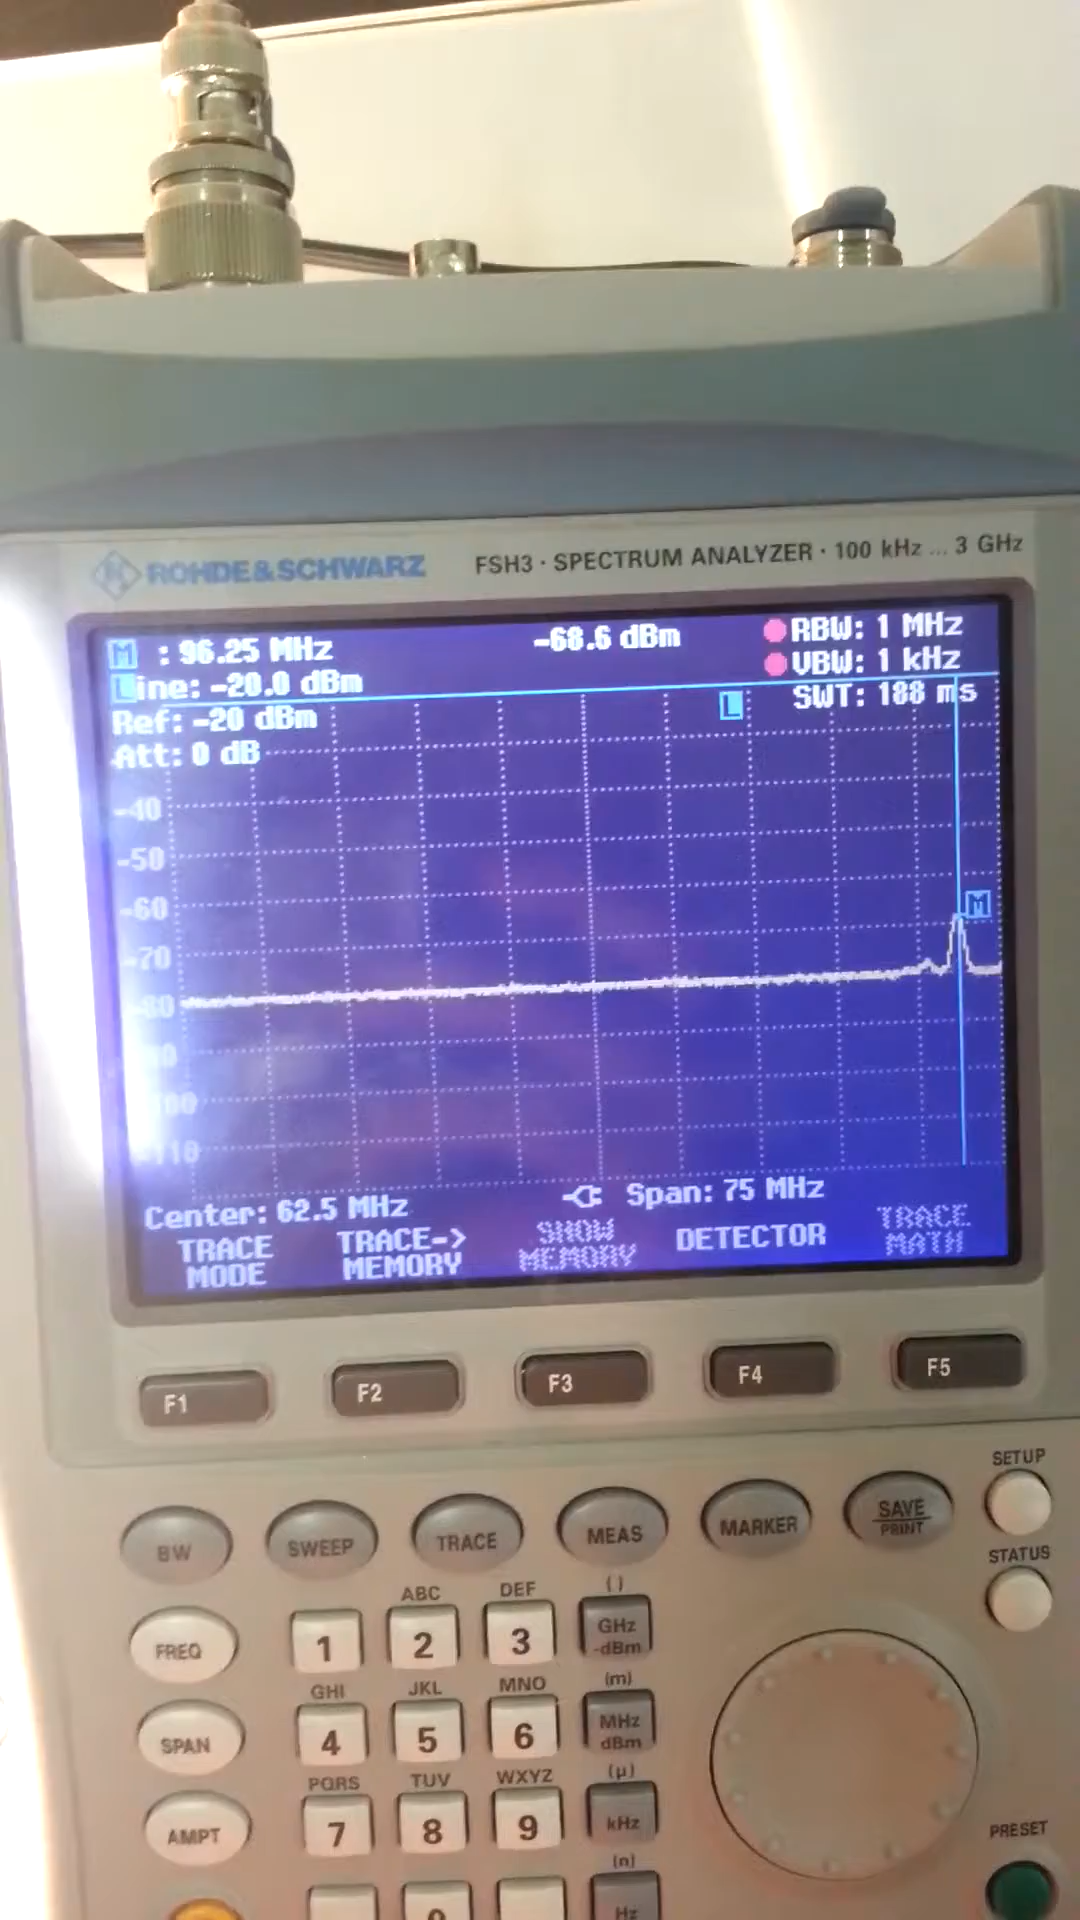 ROHDE&SCHWARZ FSH3 · SPECTRUM ANALYZER · 100 kHz ... 3 GHz
M : 96.25 MHz -68.6 dBm RBW: 1 MHz
Line: -20.0 dBm VBW: 1 kHz
Ref: -20 dBm L SWT: 188 ms
Att: 0 dB
-40
-50
-60 M
-70
-80
-110
Center: 62.5 MHz Span: 75 MHz
TRACE MODE
TRACE-> MEMORY
SHOW MEMORY
DETECTOR
TRACE MATH
F1 F2 F3 F4 F5
SETUP
BW SWEEP TRACE MEAS MARKER SAVE PRINT
STATUS
ABC DEF ( )
FREQ 1 2 3 GHz -dBm
GHI JKL MNO (m)
SPAN 4 5 6 MHz dBm
PQRS TUV WXYZ (µ)
AMPT 7 8 9 kHz
PRESET
(n)
0 Hz